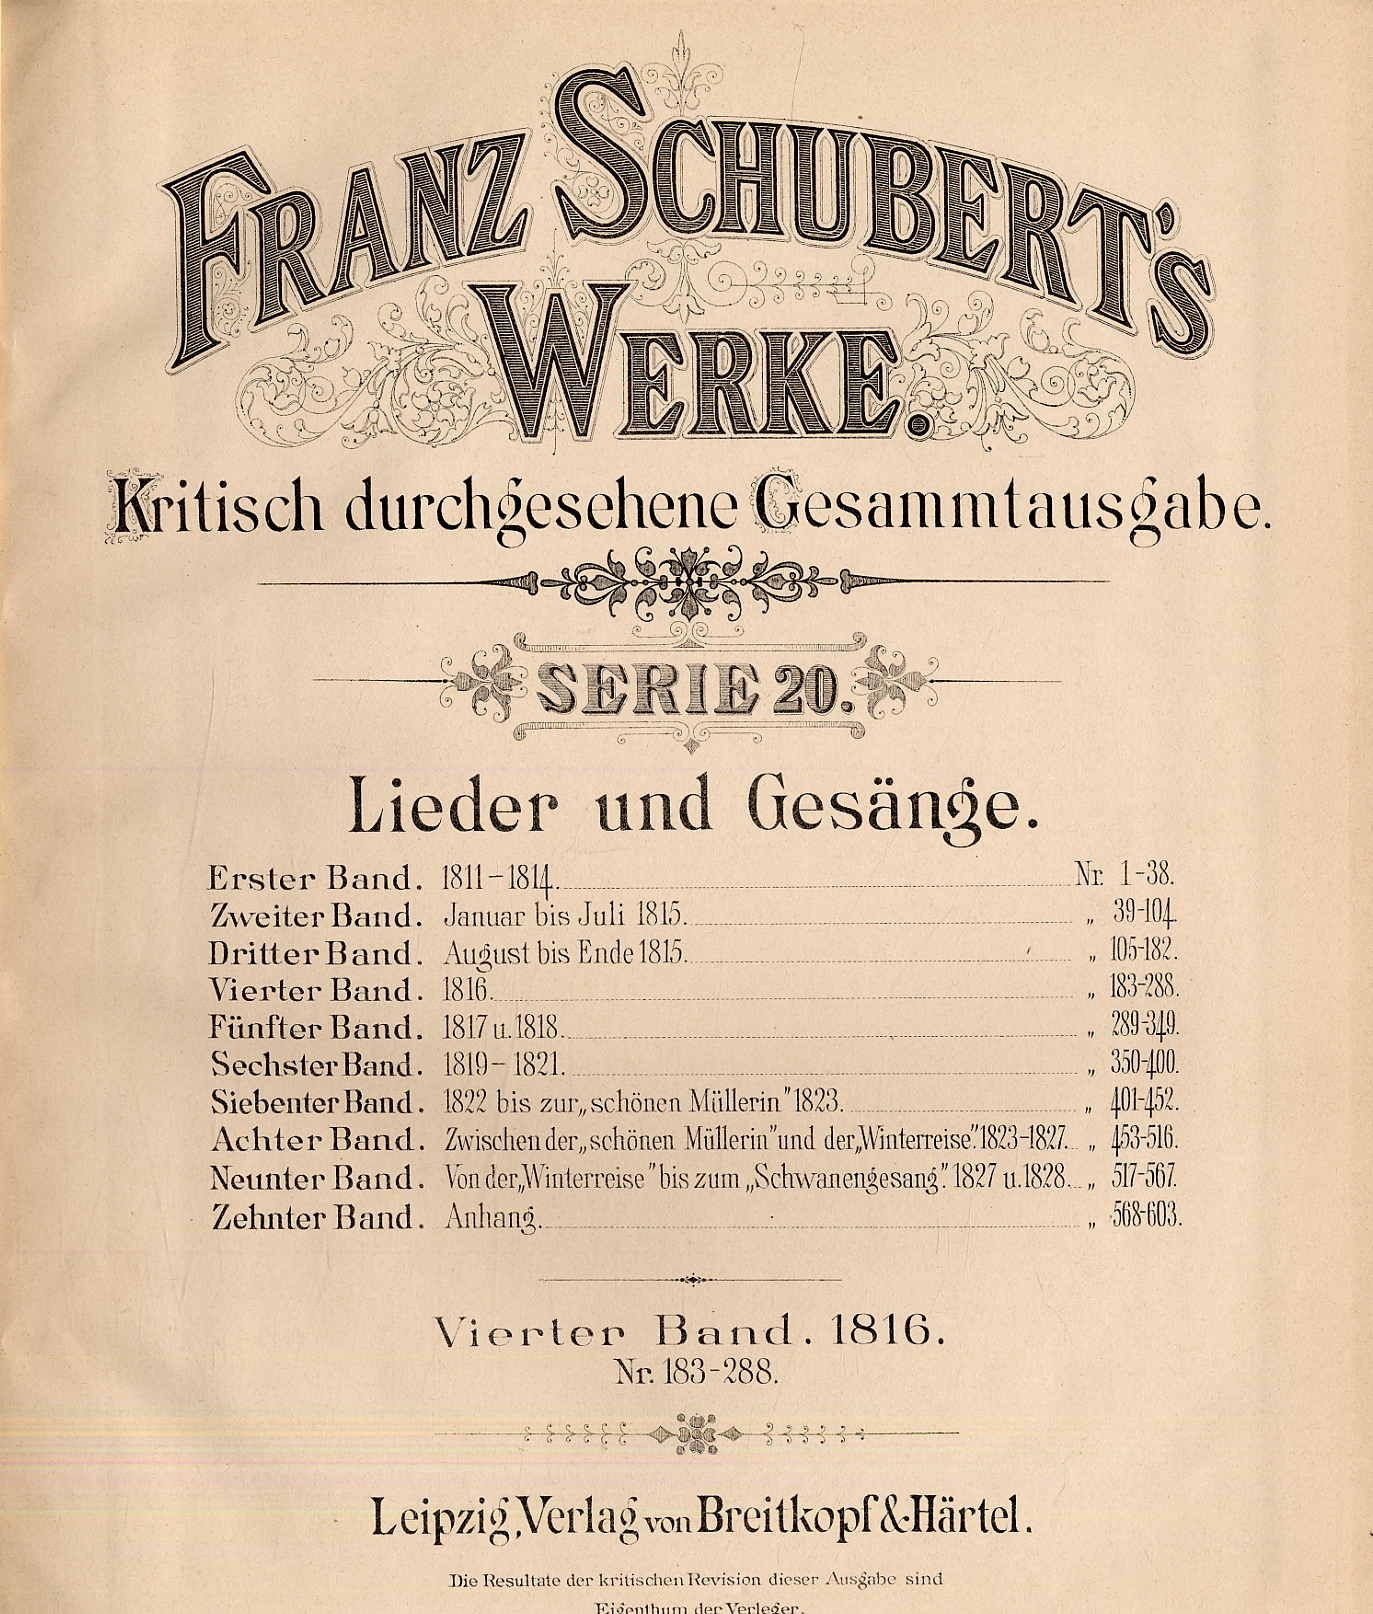 FRANZ SCHUBERT'S
WERKE.
Kritisch durchgesehene Gesammtausgabe.
SERIE 20.
Lieder und Gesänge.
Erster Band. 1811-1814. Nr. 1-38.
Zweiter Band. Januar bis Juli 1815. „ 39-104.
Dritter Band. August bis Ende 1815. „ 105-182.
Vierter Band. 1816. „ 183-288.
Fünfter Band. 1817 u. 1818. „ 289-349.
Sechster Band. 1819-1821. „ 350-400.
Siebenter Band. 1822 bis zur „schönen Müllerin" 1823. „ 401-452.
Achter Band. Zwischen der „schönen Müllerin" und der „Winterreise". 1823-1827. „ 453-516.
Neunter Band. Von der „Winterreise" bis zum „Schwanengesang". 1827 u. 1828. „ 517-567.
Zehnter Band. Anhang. „ 568-603.
Vierter Band. 1816.
Nr. 183-288.
Leipzig, Verlag von Breitkopf & Härtel.
Die Resultate der kritischen Revision dieser Ausgabe sind
Eigenthum der Verleger.